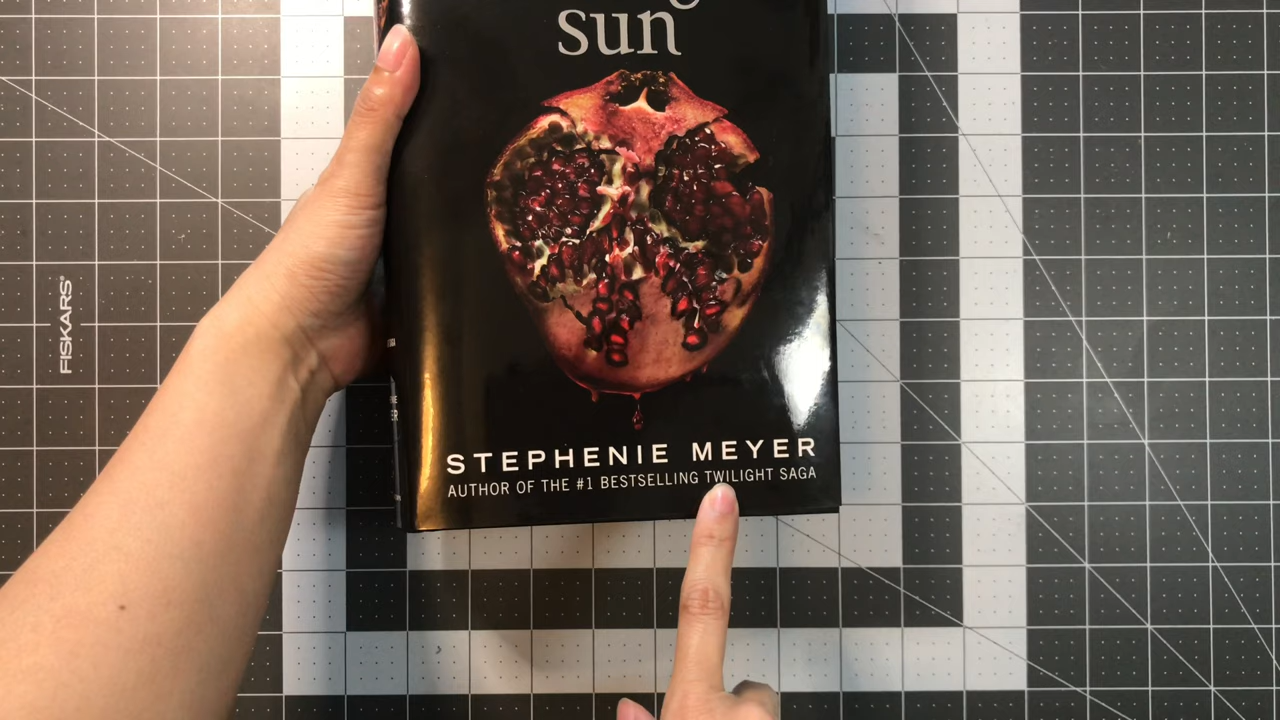 sun
STEPHENIE MEYER
AUTHOR OF THE #1 BESTSELLING TWILIGHT SAGA
FISKARS®